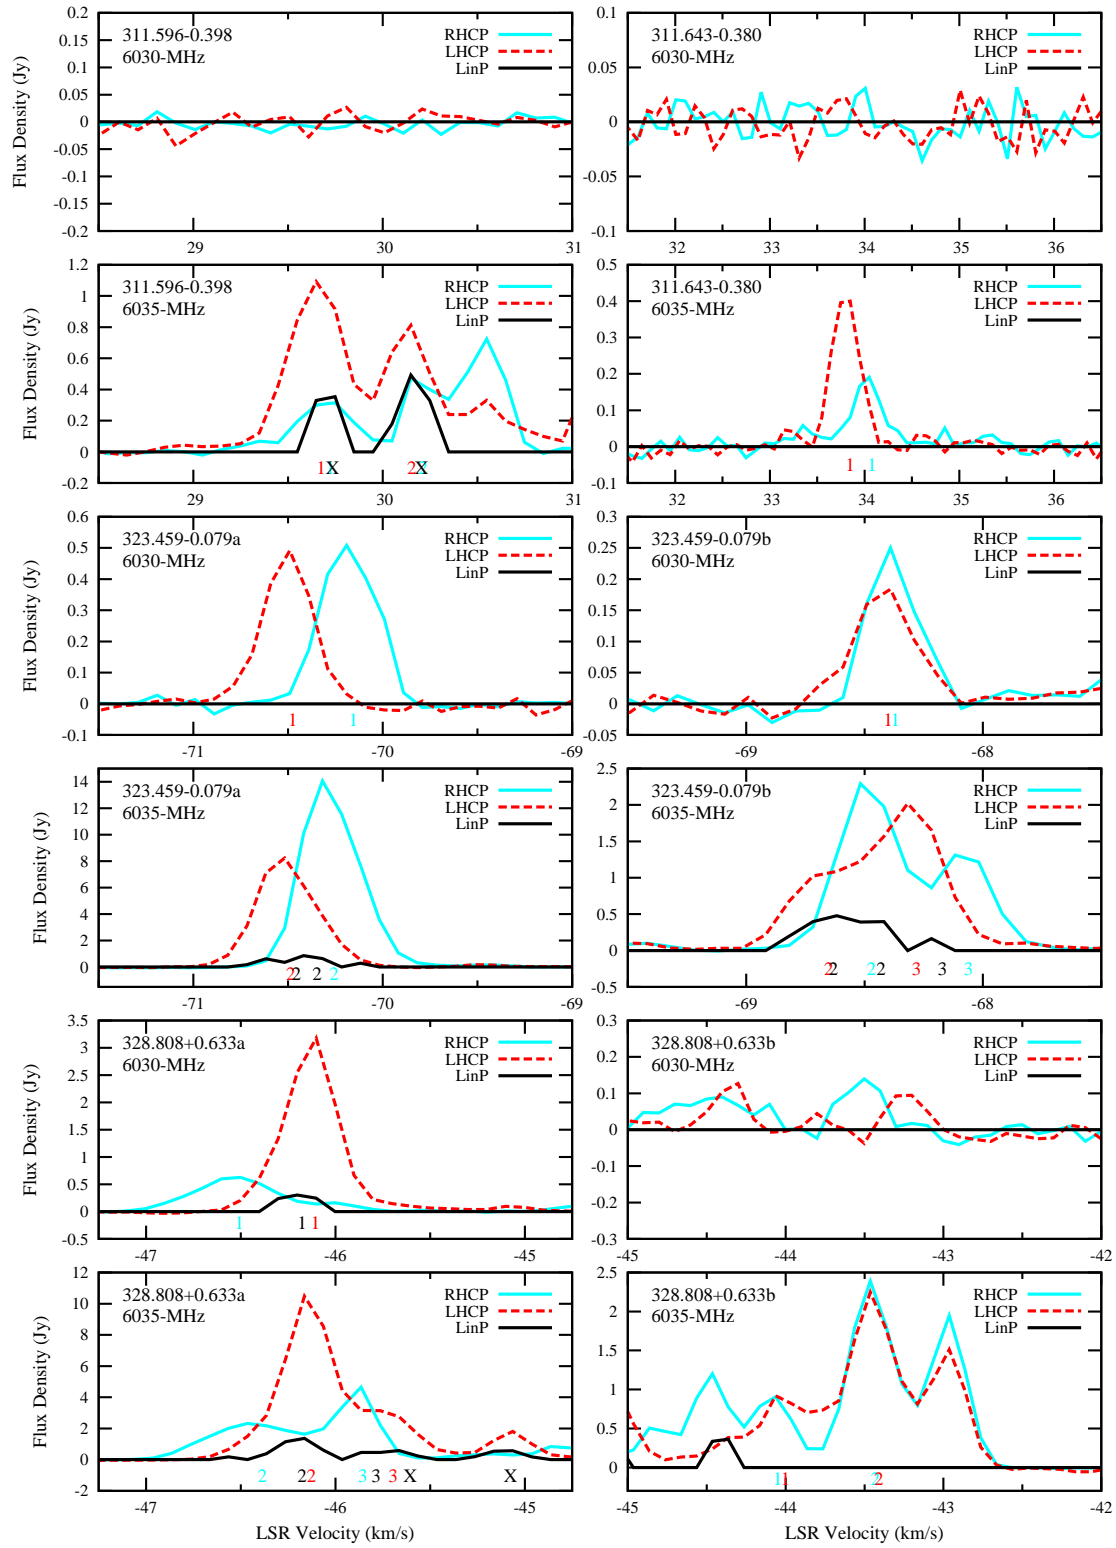 311.596-0.398
6030-MHz
RHCP
LHCP
LinP
Flux Density (Jy)
0.2
0.15
0.1
0.05
0
-0.05
-0.1
-0.15
-0.2
29 30 31
311.643-0.380
6030-MHz
RHCP
LHCP
LinP
0.1
0.05
0
-0.05
-0.1
32 33 34 35 36
311.596-0.398
6035-MHz
RHCP
LHCP
LinP
Flux Density (Jy)
1.2
1
0.8
0.6
0.4
0.2
0
-0.2
1 X 2 X
29 30 31
311.643-0.380
6035-MHz
RHCP
LHCP
LinP
0.5
0.4
0.3
0.2
0.1
0
-0.1
1 1
32 33 34 35 36
323.459-0.079a
6030-MHz
RHCP
LHCP
LinP
Flux Density (Jy)
0.6
0.5
0.4
0.3
0.2
0.1
0
-0.1
1 1
-71 -70 -69
323.459-0.079b
6030-MHz
RHCP
LHCP
LinP
0.3
0.25
0.2
0.15
0.1
0.05
0
-0.05
1 1
-69 -68
323.459-0.079a
6035-MHz
RHCP
LHCP
LinP
Flux Density (Jy)
14
12
10
8
6
4
2
0
-2
2 2 2 2
-71 -70 -69
323.459-0.079b
6035-MHz
RHCP
LHCP
LinP
2.5
2
1.5
1
0.5
0
-0.5
2 2 2 2 3 3 3
-69 -68
328.808+0.633a
6030-MHz
RHCP
LHCP
LinP
Flux Density (Jy)
3.5
3
2.5
2
1.5
1
0.5
0
-0.5
1 1 1
-47 -46 -45
328.808+0.633b
6030-MHz
RHCP
LHCP
LinP
0.3
0.2
0.1
0
-0.1
-0.2
-0.3
-45 -44 -43 -42
328.808+0.633a
6035-MHz
RHCP
LHCP
LinP
Flux Density (Jy)
12
10
8
6
4
2
0
-2
2 2 2 3 3 3 X X
-47 -46 -45
LSR Velocity (km/s)
328.808+0.633b
6035-MHz
RHCP
LHCP
LinP
2.5
2
1.5
1
0.5
0
1 1 2 2
-45 -44 -43 -42
LSR Velocity (km/s)